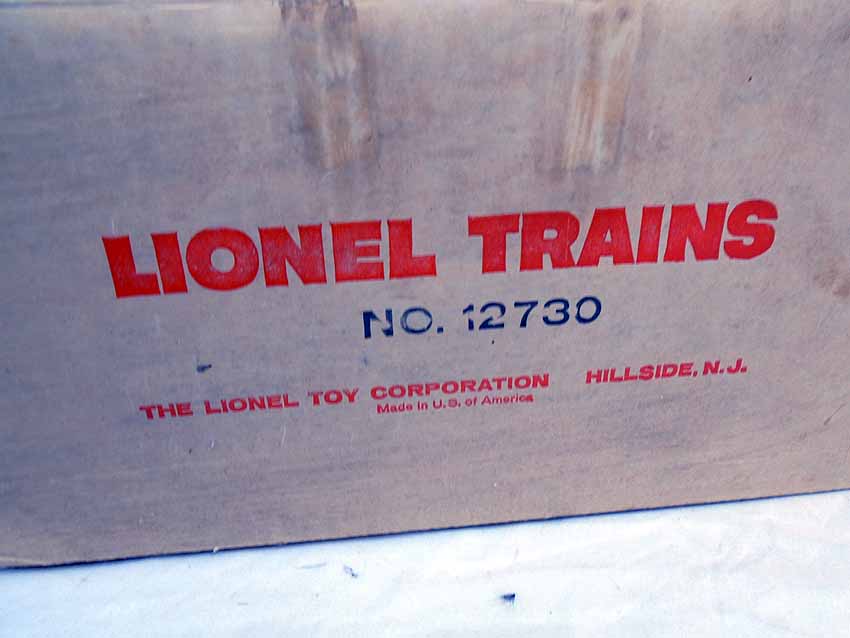 LIONEL TRAINS
NO. 12730
THE LIONEL TOY CORPORATION HILLSIDE, N.J.
Made in U.S. of America